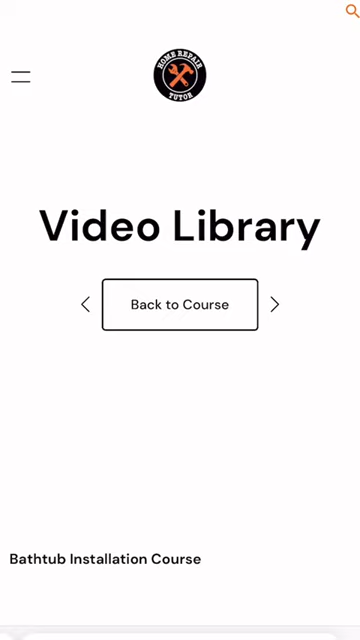 HOME REPAIR
TUTOR
Video Library
Back to Course
Bathtub Installation Course